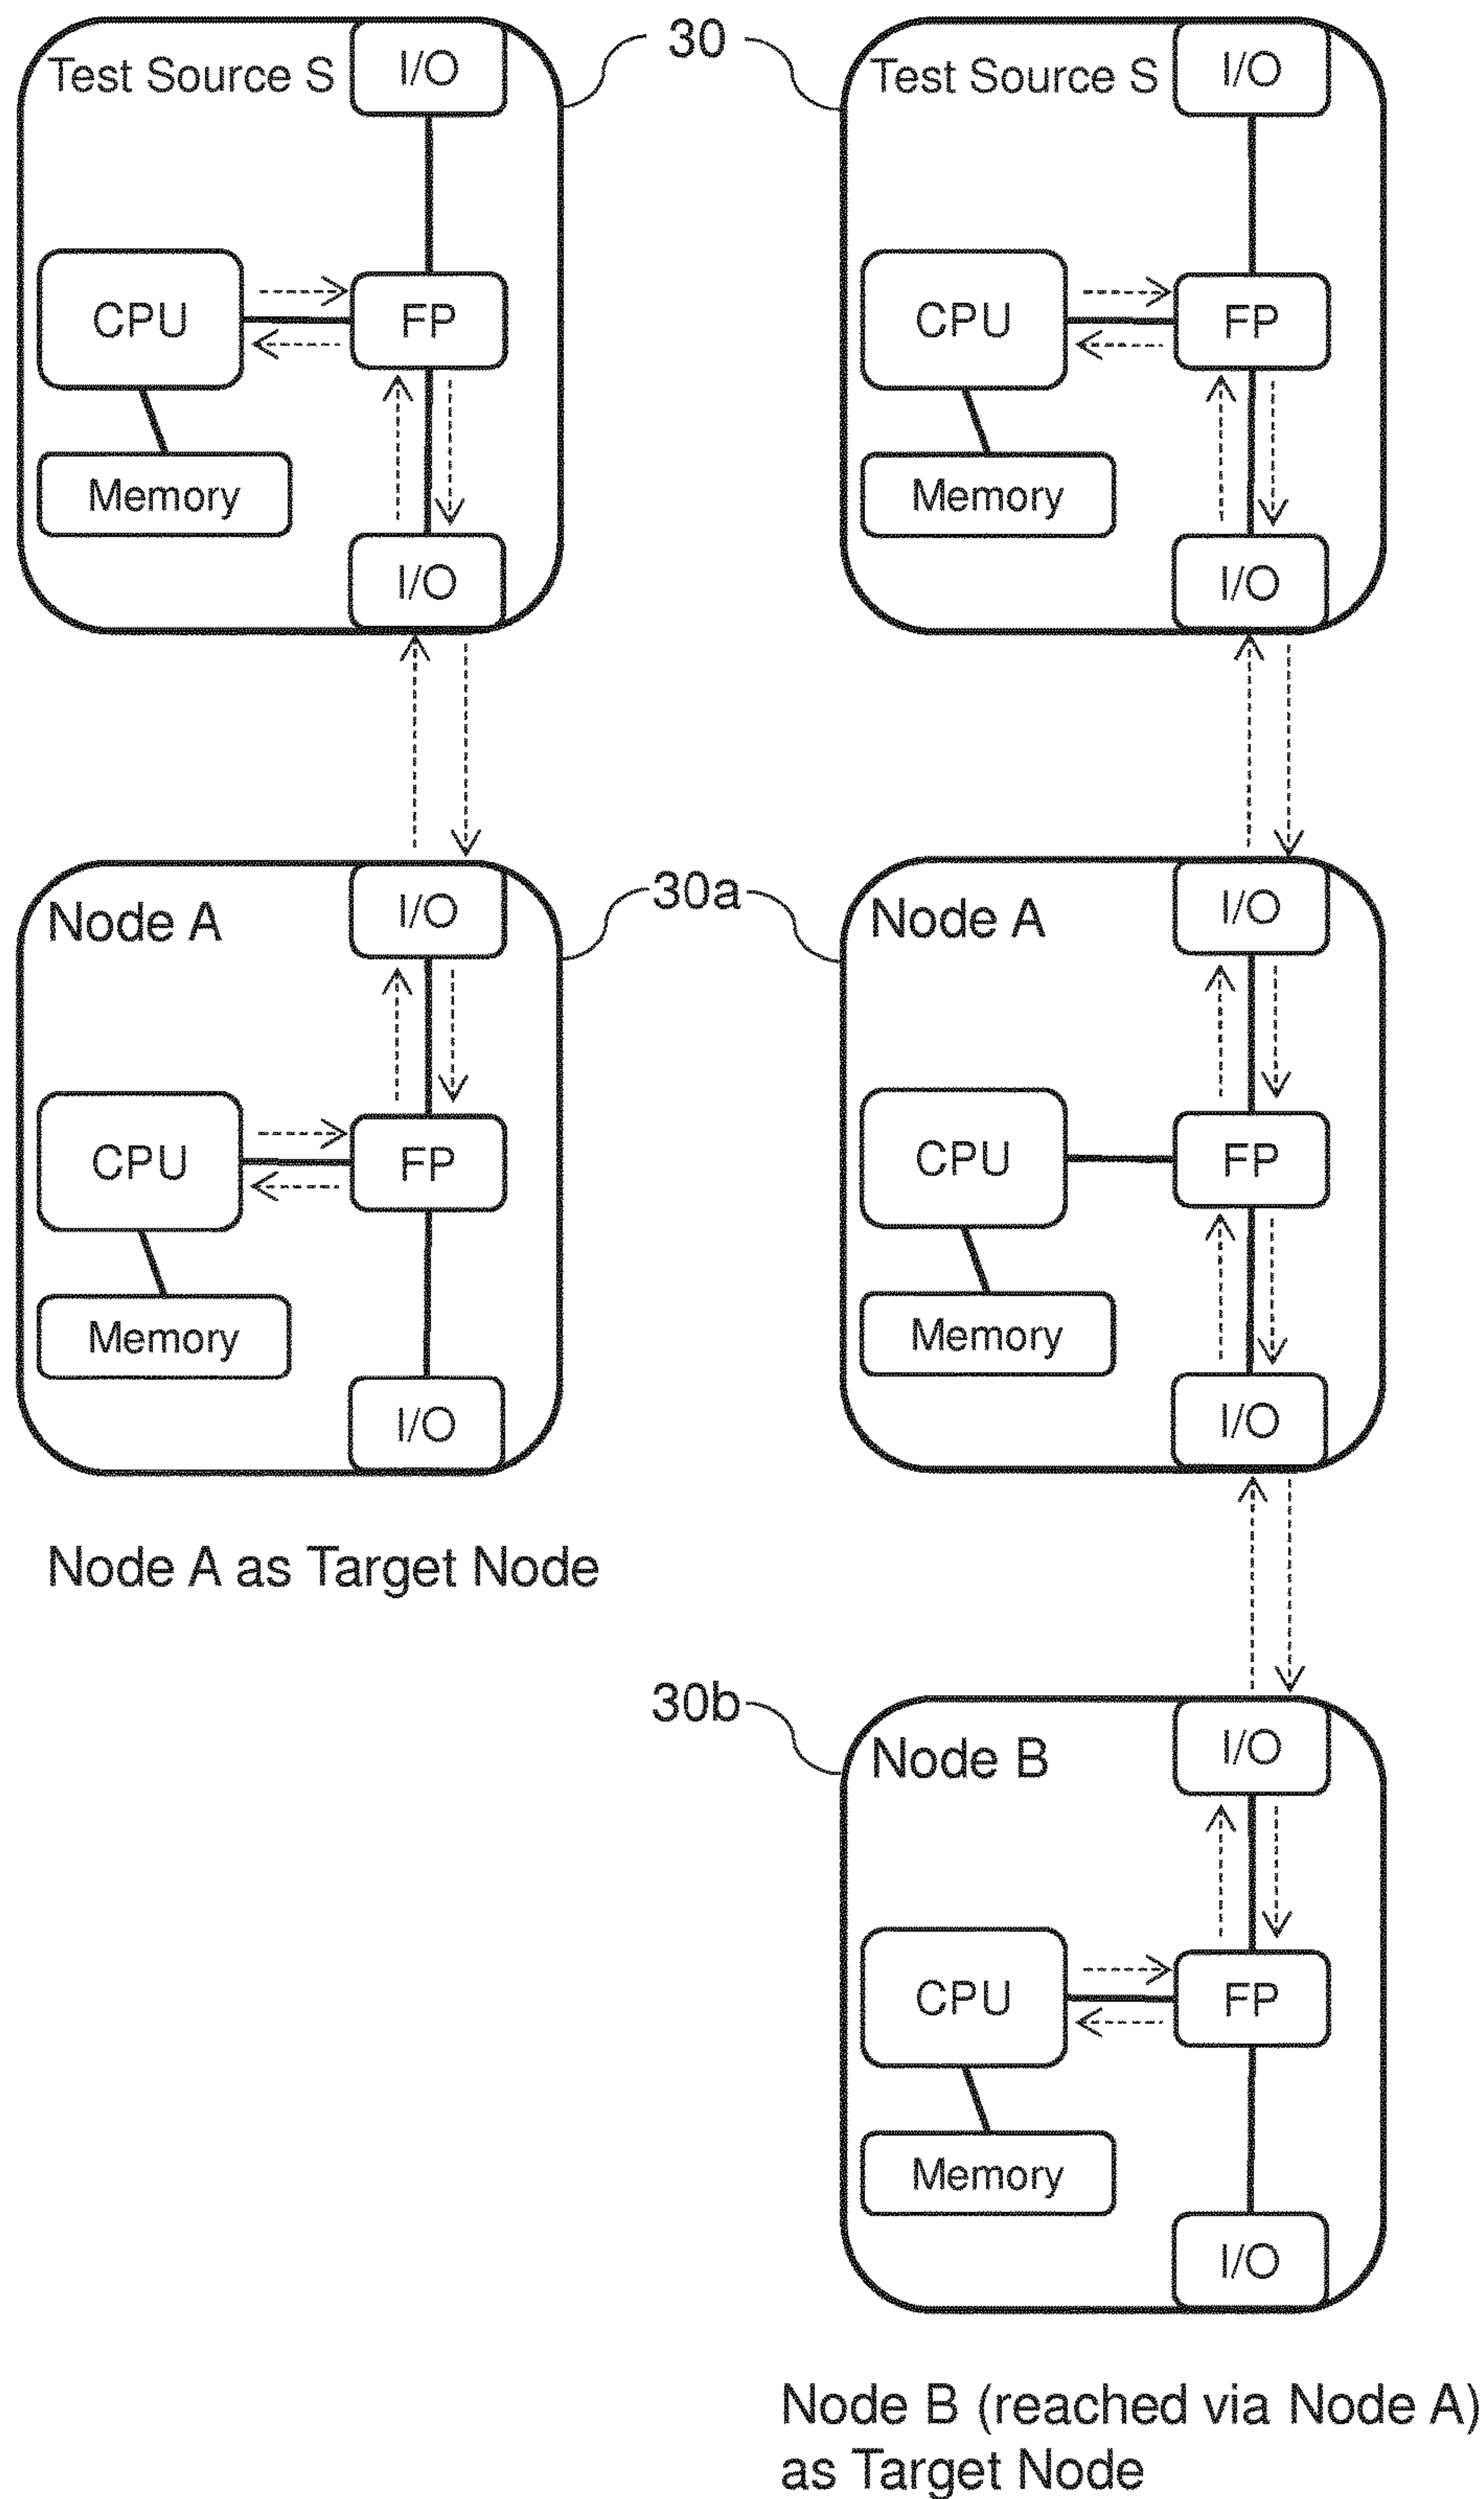 30
Test Source S
I/O
CPU
FP
Memory
I/O
Test Source S
I/O
CPU
FP
Memory
I/O
30a
Node A
I/O
CPU
FP
Memory
I/O
Node A as Target Node
Node A
I/O
CPU
FP
Memory
I/O
30b
Node B
I/O
CPU
FP
Memory
I/O
Node B (reached via Node A)
as Target Node